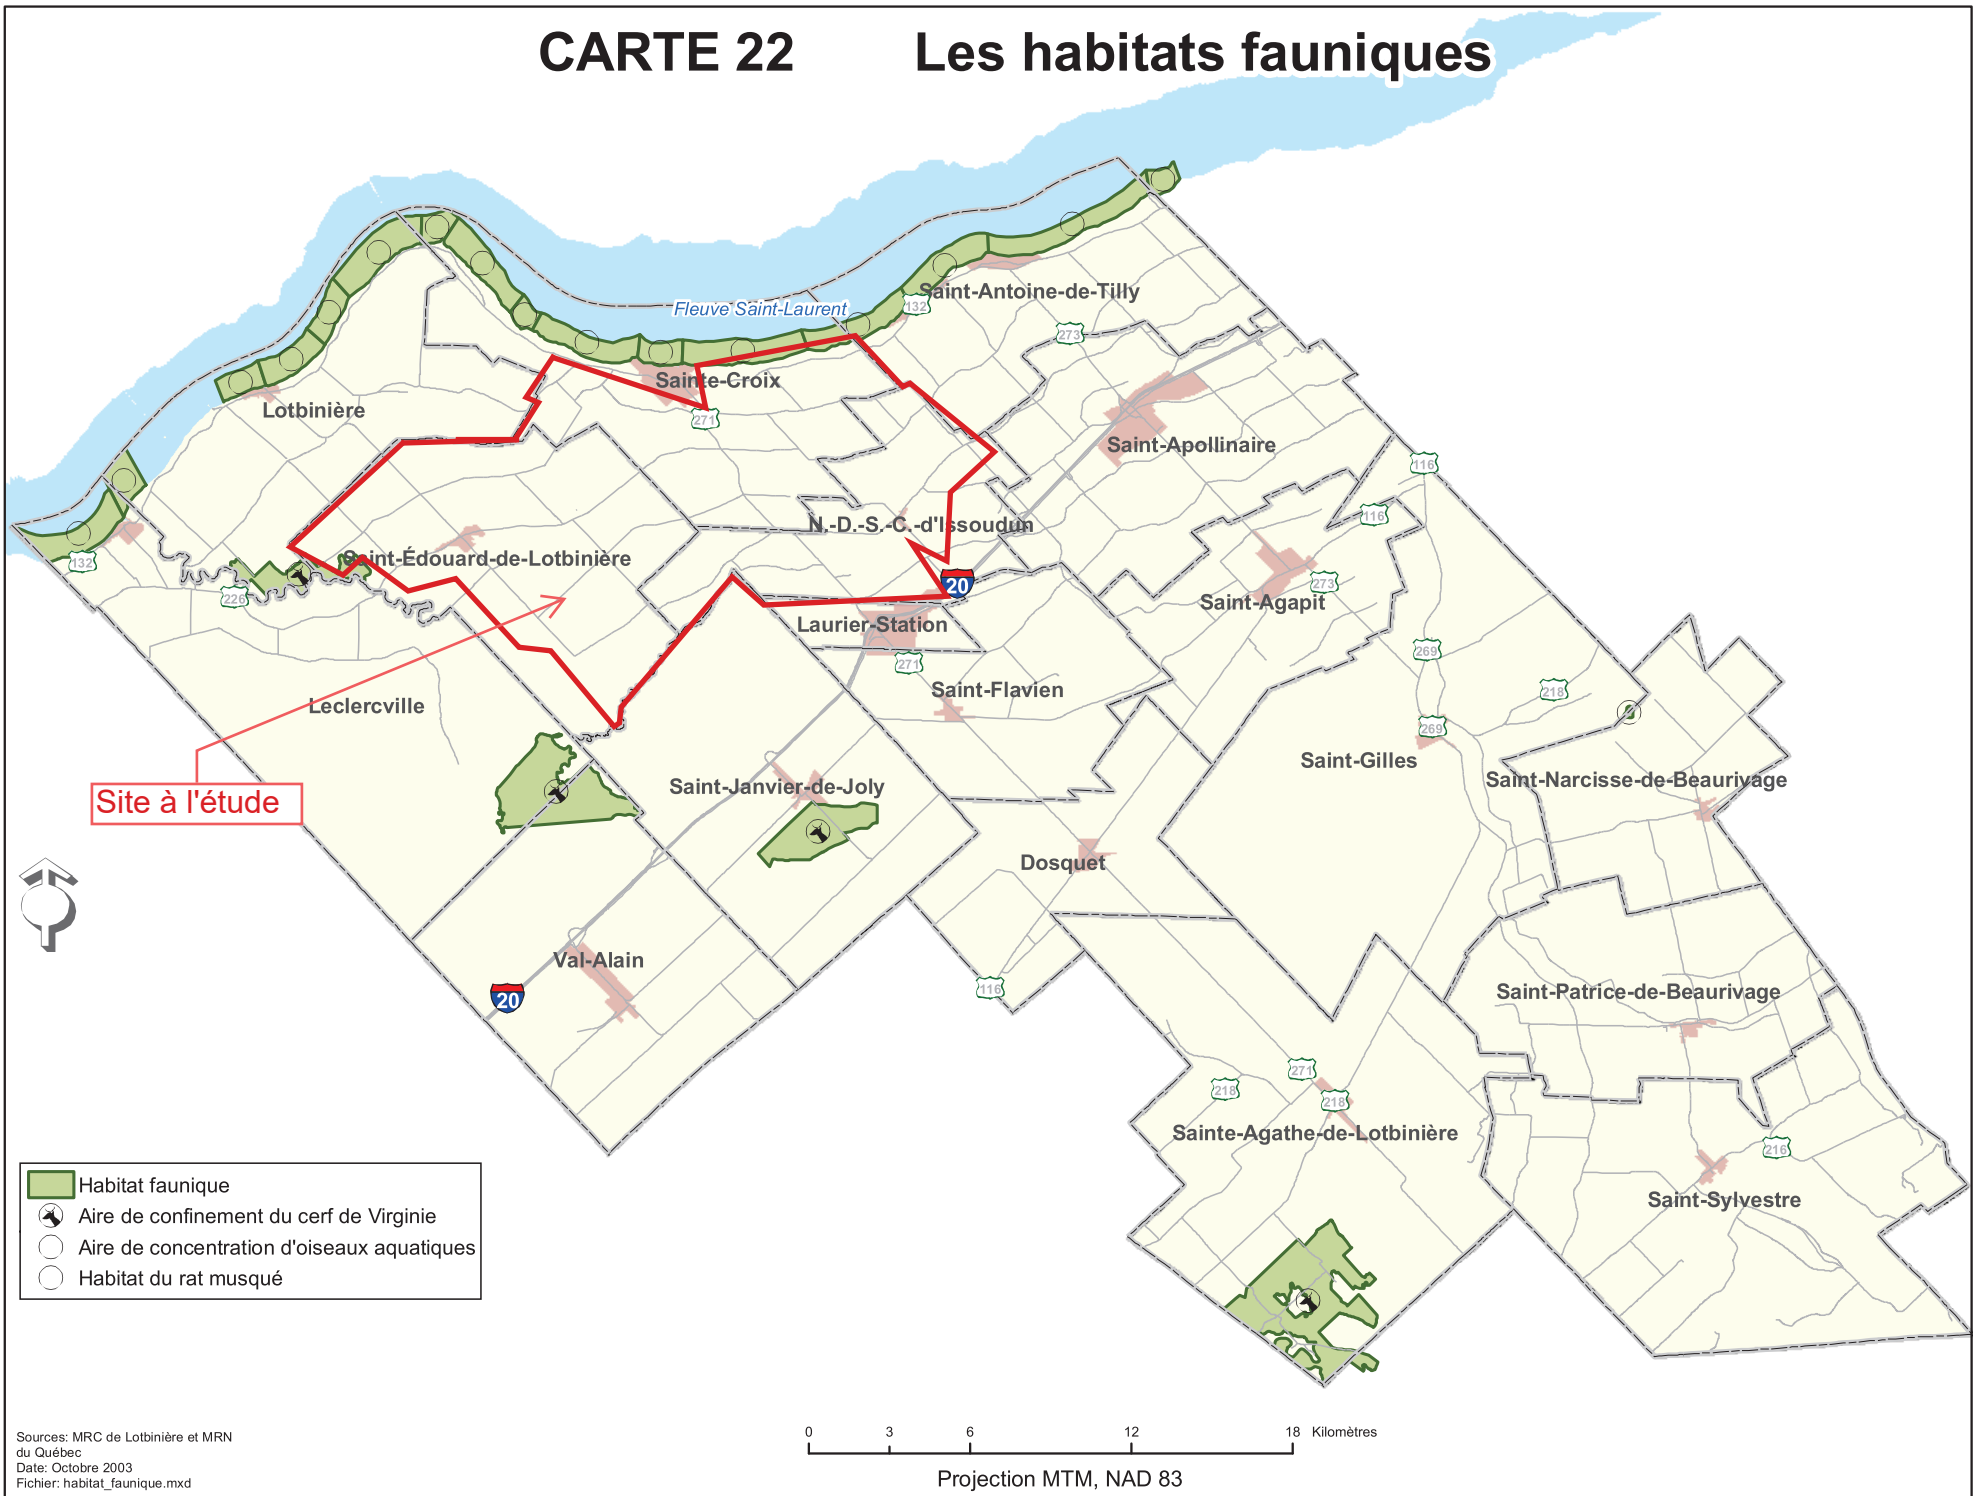 CARTE 22 Les habitats fauniques
Fleuve Saint-Laurent
132
Saint-Antoine-de-Tilly
273
Sainte-Croix
271
Lotbinière
Saint-Apollinaire
116
116
N.-D.-S.-C.-d'Issoudun
132
Saint-Édouard-de-Lotbinière
226
20
273
Saint-Agapit
Laurier-Station
271
269
Saint-Flavien
218
Leclercville
269
Saint-Gilles
Saint-Narcisse-de-Beaurivage
Saint-Janvier-de-Joly
Site à l'étude
Dosquet
Val-Alain
20
116
Saint-Patrice-de-Beaurivage
271
218
218
Sainte-Agathe-de-Lotbinière
216
Saint-Sylvestre
Habitat faunique
Aire de confinement du cerf de Virginie
Aire de concentration d'oiseaux aquatiques
Habitat du rat musqué
Sources: MRC de Lotbinière et MRN
du Québec
Date: Octobre 2003
Fichier: habitat_faunique.mxd
0 3 6 12 18 Kilomètres
Projection MTM, NAD 83